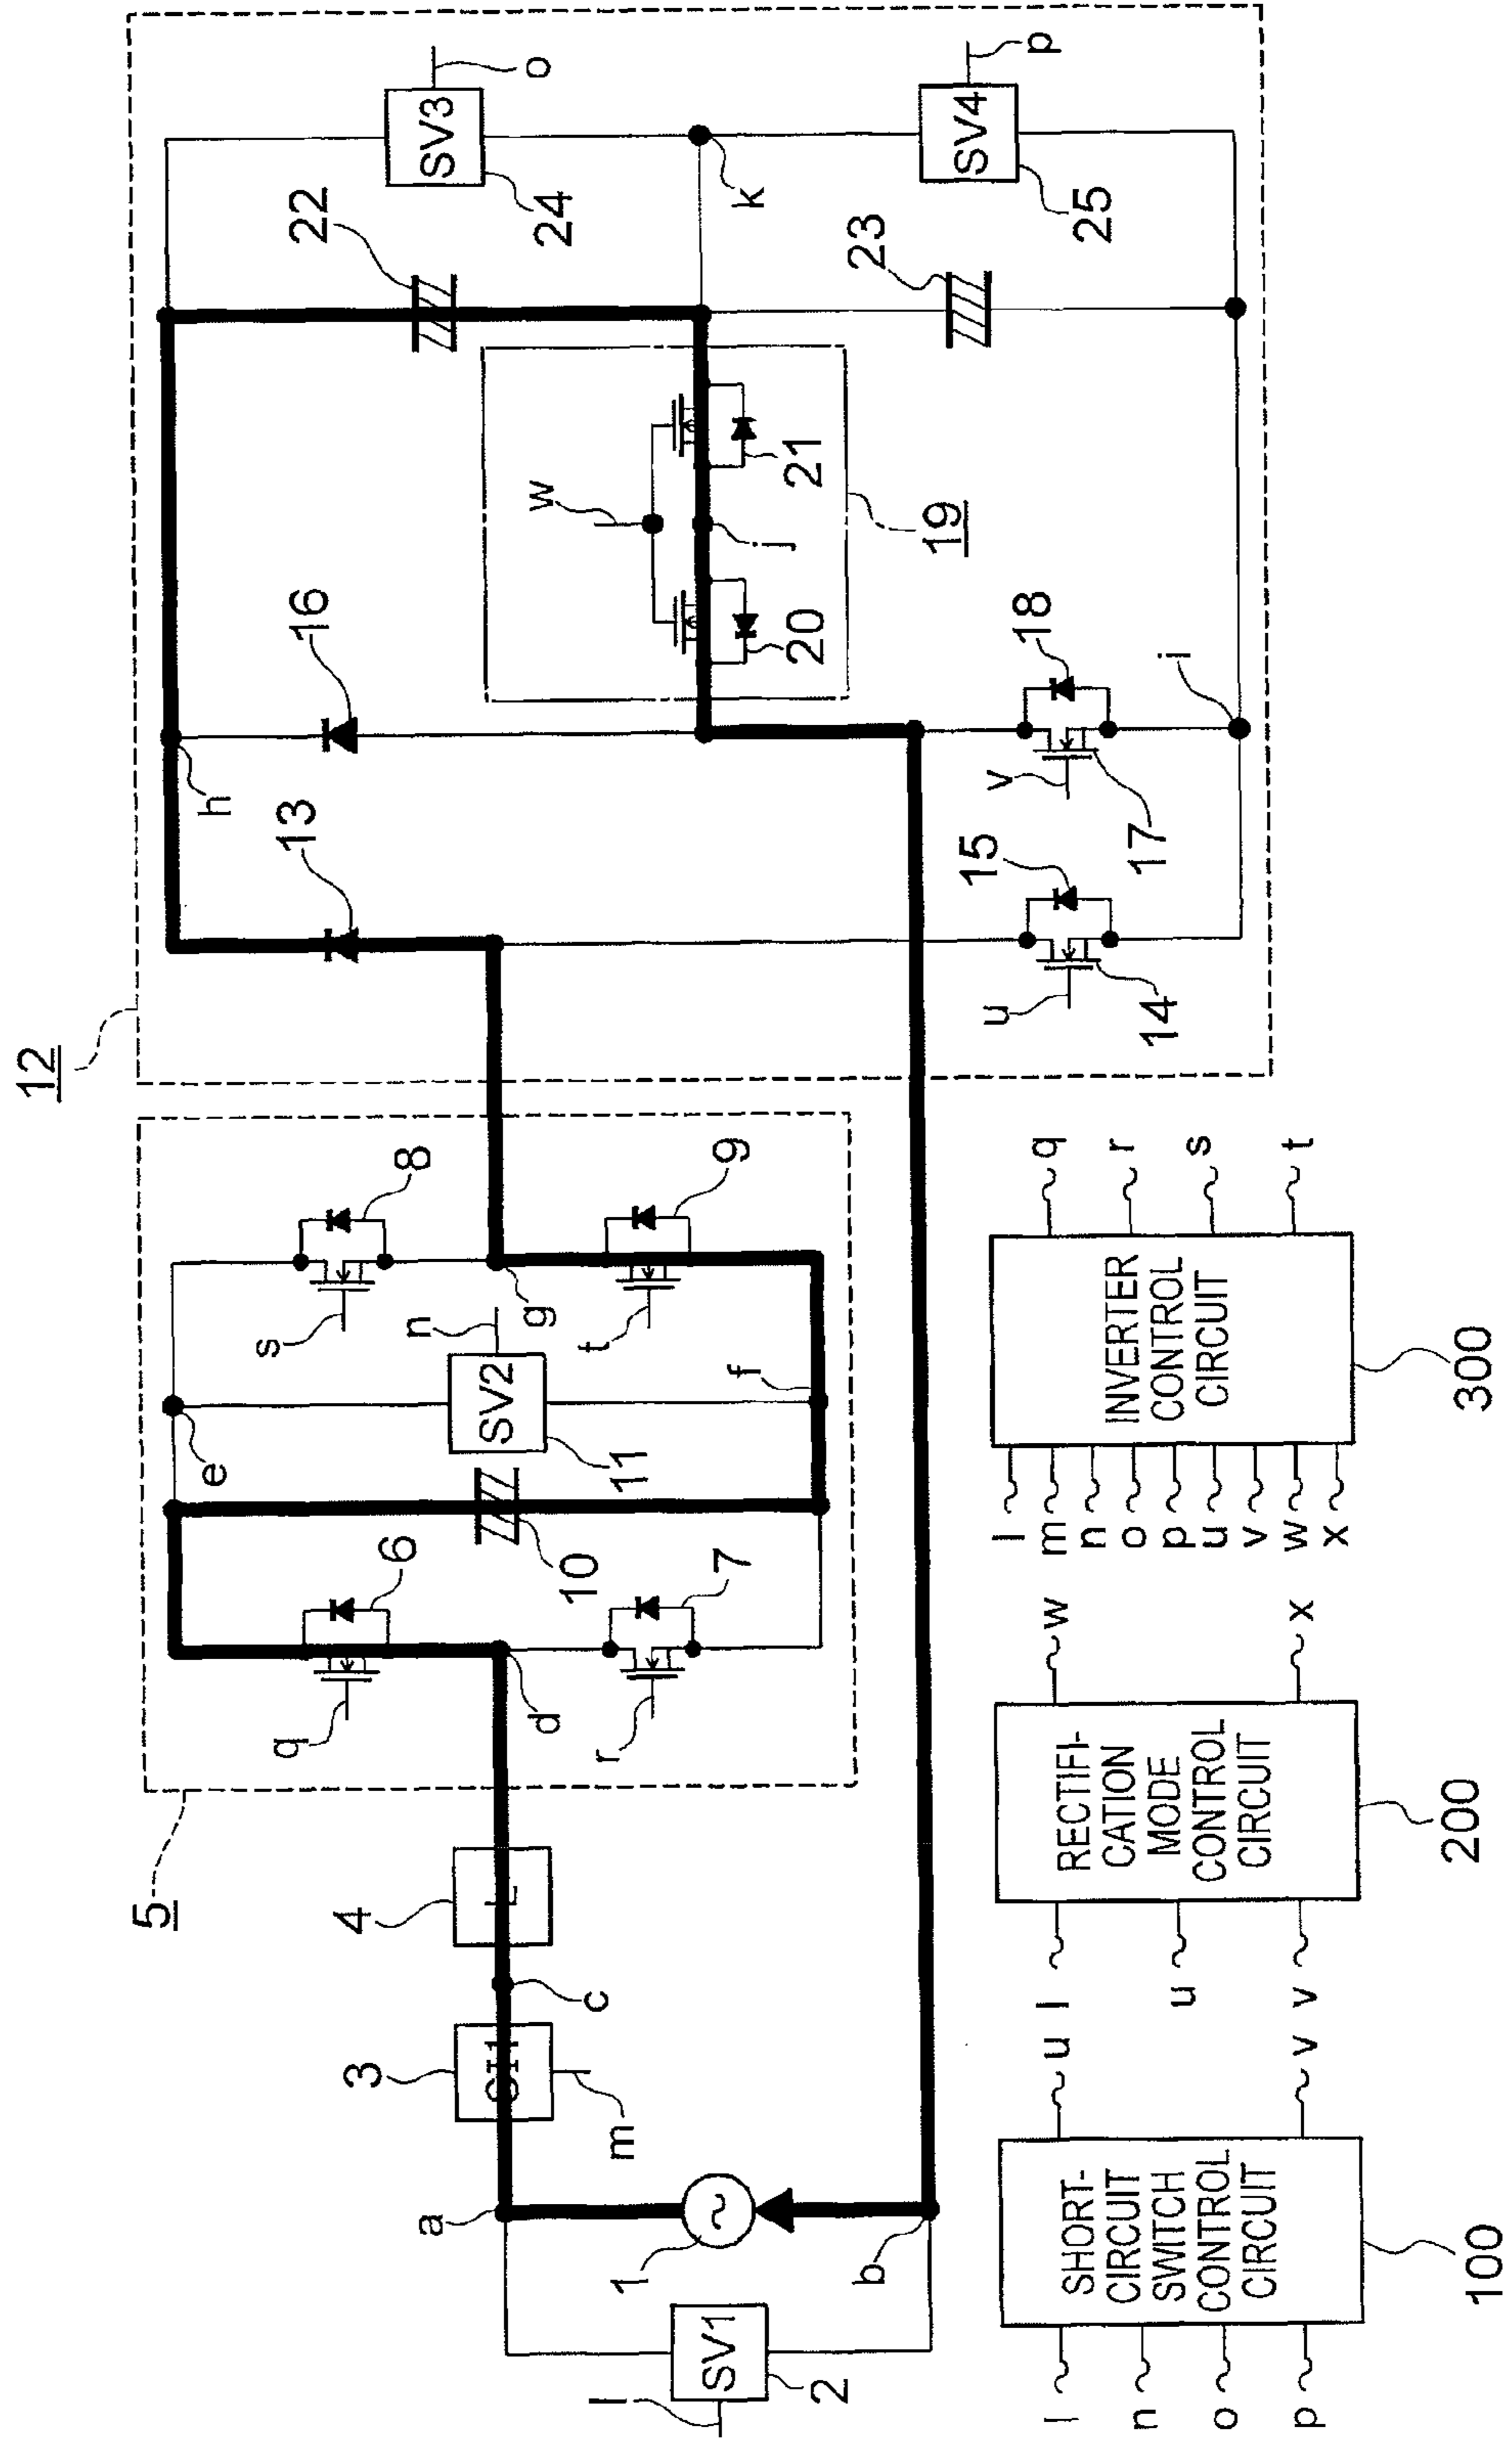 12
5
22
o
SV3
24
16
13
h
k
p
SV4
25
23
w
21
20
19
j
18
i
v
17
15
u
14
8
s
n
g
9
t
SV2
11
f
e
6
10
7
q
d
r
4
c
3
m
a
1
b
SV1
2
l
SHORT-
CIRCUIT
SWITCH
CONTROL
CIRCUIT
l
n
o
p
u
v
100
RECTIFI-
CATION
MODE
CONTROL
CIRCUIT
l
u
v
w
x
200
INVERTER
CONTROL
CIRCUIT
l
m
n
o
p
u
v
w
x
q
r
s
t
300